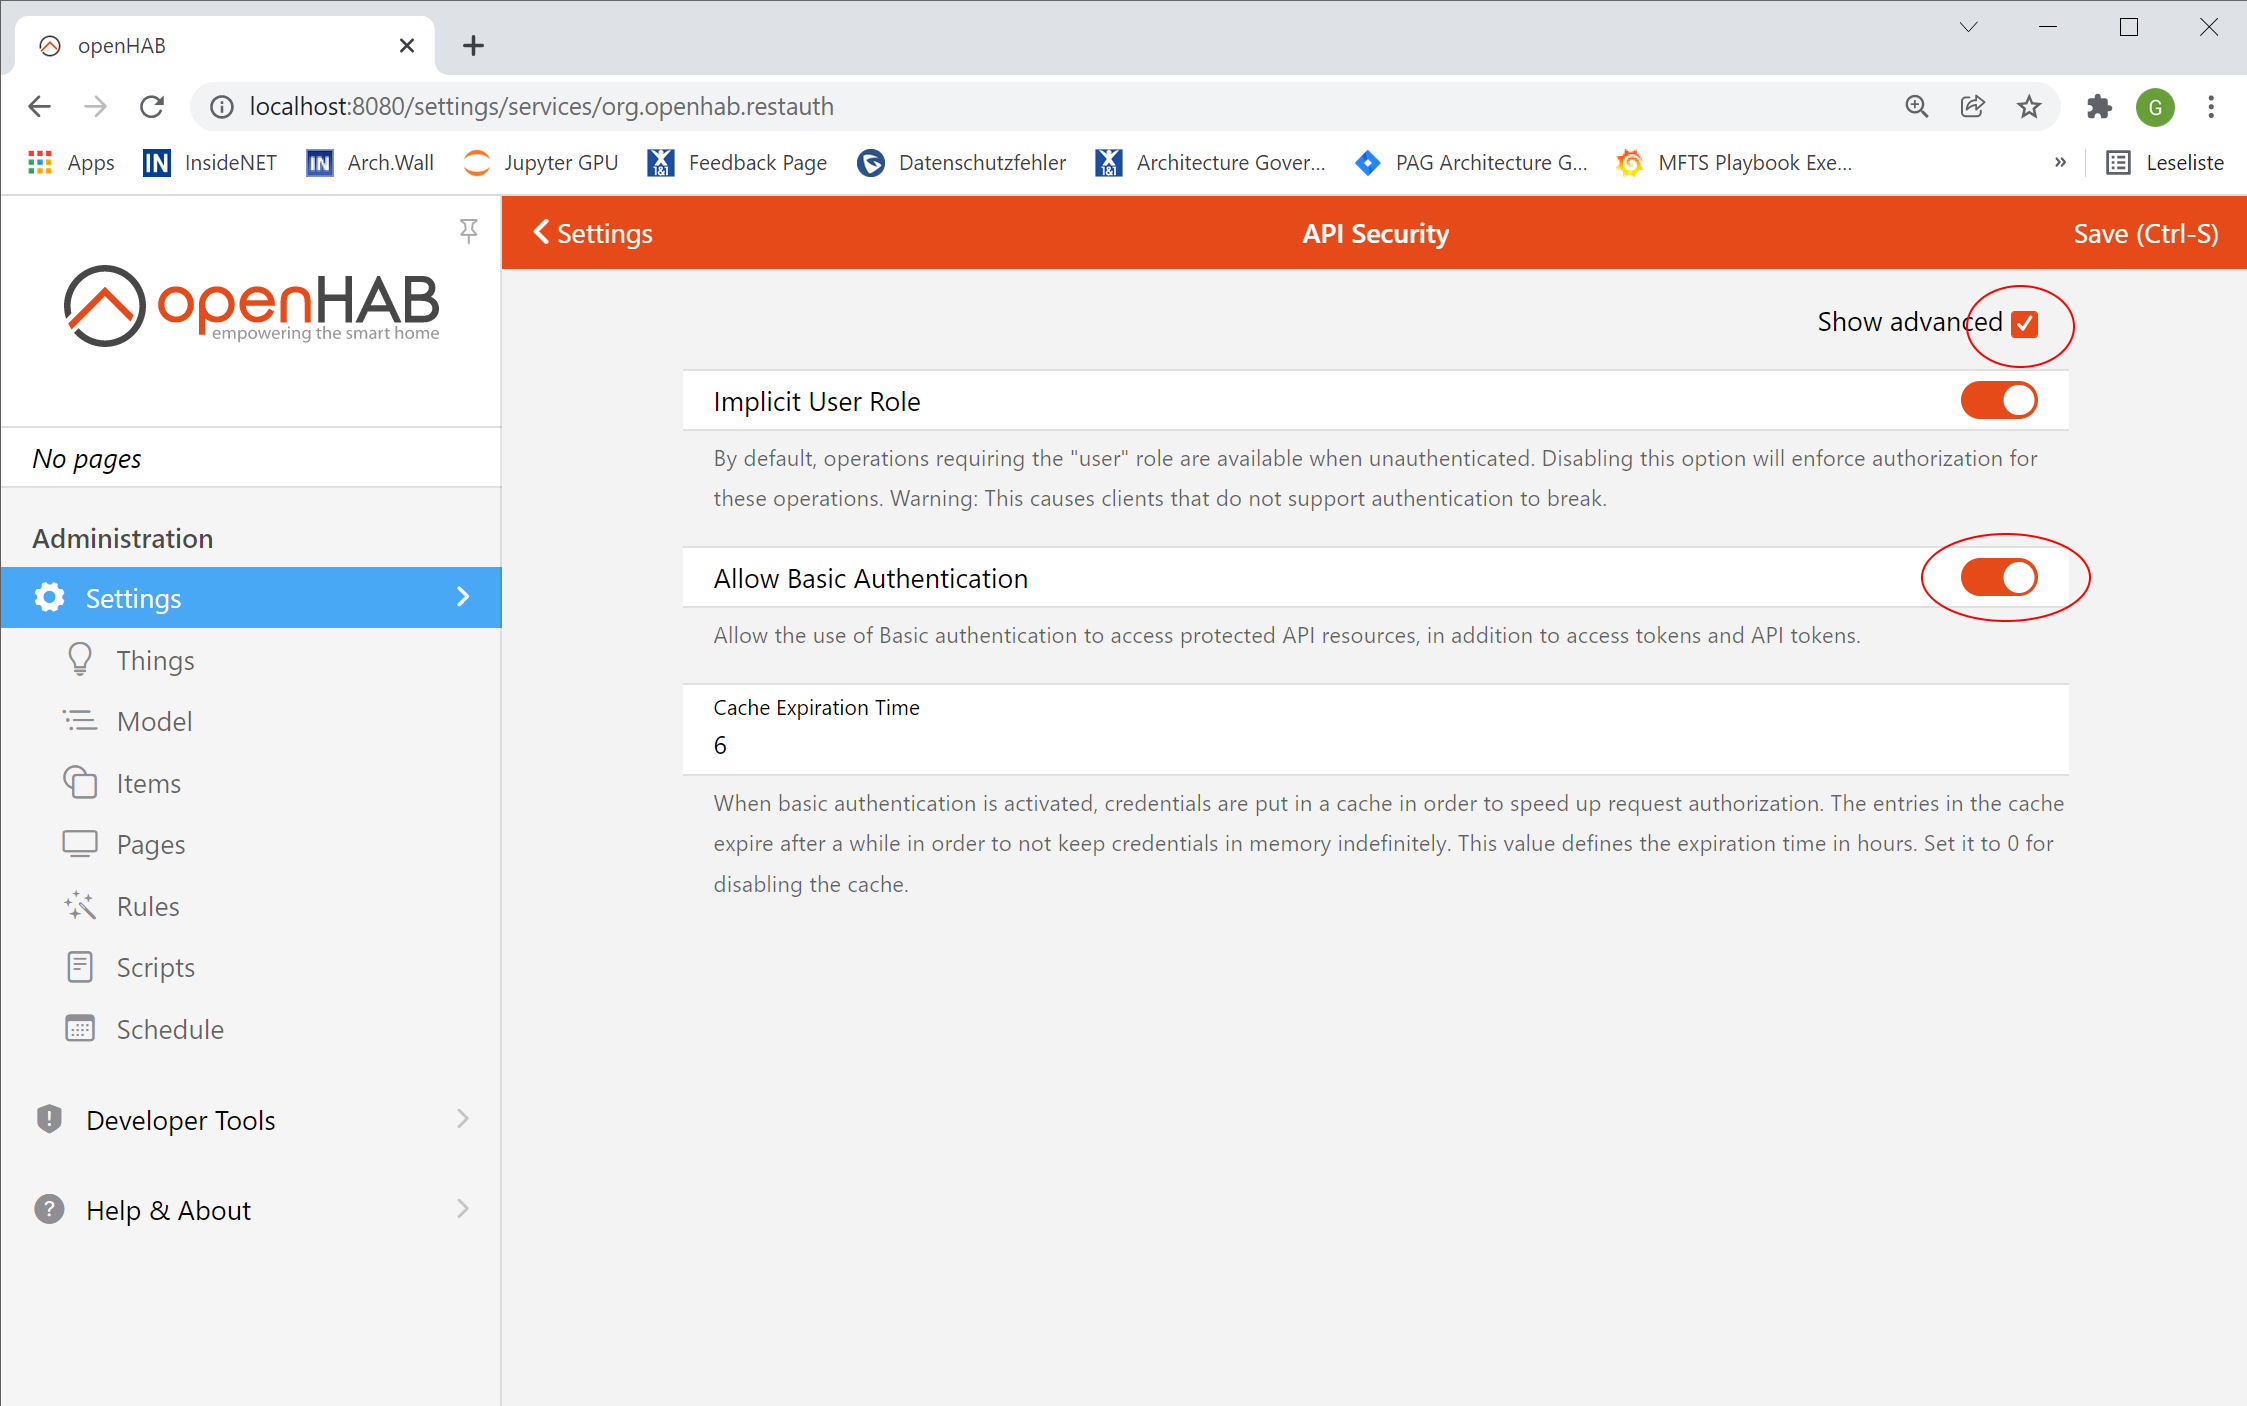 openHAB
localhost:8080/settings/services/org.openhab.restauth
G
Apps
IN InsideNET
IN Arch.Wall
Jupyter GPU
1&1 Feedback Page
Datenschutzfehler
1&1 Architecture Gover...
PAG Architecture G...
MFTS Playbook Exe...
»
Leseliste
openHAB
empowering the smart home
No pages
Administration
Settings
Things
Model
Items
Pages
Rules
Scripts
Schedule
Developer Tools
Help & About
Settings
API Security
Save (Ctrl-S)
Show advanced
Implicit User Role
By default, operations requiring the "user" role are available when unauthenticated. Disabling this option will enforce authorization for
these operations. Warning: This causes clients that do not support authentication to break.
Allow Basic Authentication
Allow the use of Basic authentication to access protected API resources, in addition to access tokens and API tokens.
Cache Expiration Time
6
When basic authentication is activated, credentials are put in a cache in order to speed up request authorization. The entries in the cache
expire after a while in order to not keep credentials in memory indefinitely. This value defines the expiration time in hours. Set it to 0 for
disabling the cache.